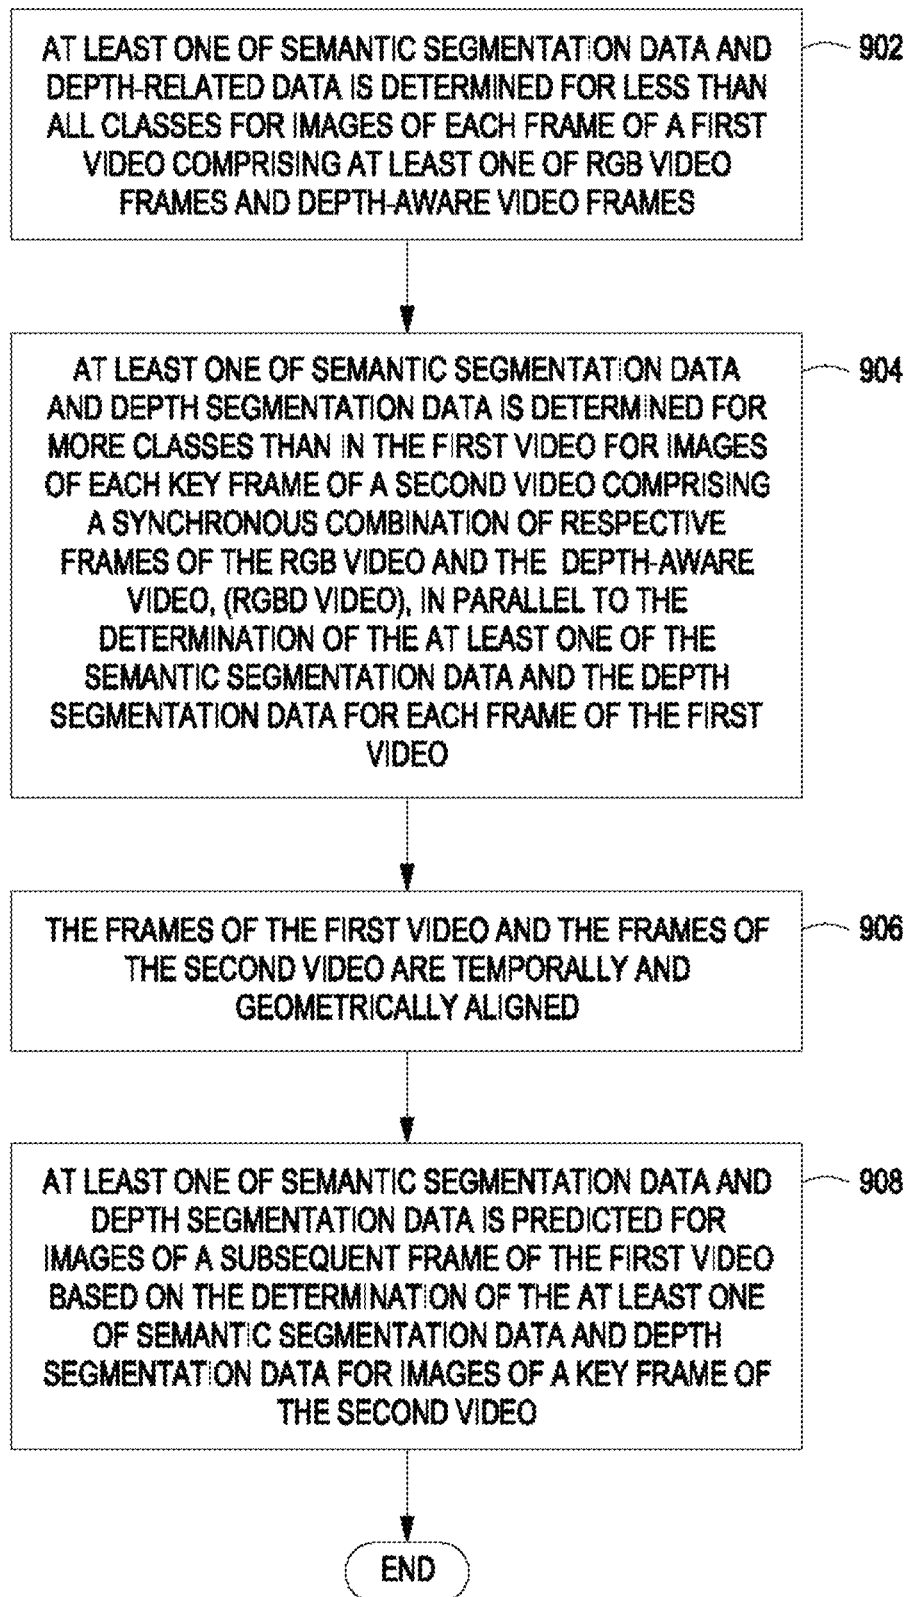 AT LEAST ONE OF SEMANTIC SEGMENTATION DATA AND
DEPTH-RELATED DATA IS DETERMINED FOR LESS THAN
ALL CLASSES FOR IMAGES OF EACH FRAME OF A FIRST
VIDEO COMPRISING AT LEAST ONE OF RGB VIDEO
FRAMES AND DEPTH-AWARE VIDEO FRAMES
902
AT LEAST ONE OF SEMANTIC SEGMENTATION DATA
AND DEPTH SEGMENTATION DATA IS DETERMINED FOR
MORE CLASSES THAN IN THE FIRST VIDEO FOR IMAGES
OF EACH KEY FRAME OF A SECOND VIDEO COMPRISING
A SYNCHRONOUS COMBINATION OF RESPECTIVE
FRAMES OF THE RGB VIDEO AND THE DEPTH-AWARE
VIDEO, (RGBD VIDEO), IN PARALLEL TO THE
DETERMINATION OF THE AT LEAST ONE OF THE
SEMANTIC SEGMENTATION DATA AND THE DEPTH
SEGMENTATION DATA FOR EACH FRAME OF THE FIRST
VIDEO
904
THE FRAMES OF THE FIRST VIDEO AND THE FRAMES OF
THE SECOND VIDEO ARE TEMPORALLY AND
GEOMETRICALLY ALIGNED
906
AT LEAST ONE OF SEMANTIC SEGMENTATION DATA AND
DEPTH SEGMENTATION DATA IS PREDICTED FOR
IMAGES OF A SUBSEQUENT FRAME OF THE FIRST VIDEO
BASED ON THE DETERMINATION OF THE AT LEAST ONE
OF SEMANTIC SEGMENTATION DATA AND DEPTH
SEGMENTATION DATA FOR IMAGES OF A KEY FRAME OF
THE SECOND VIDEO
908
END